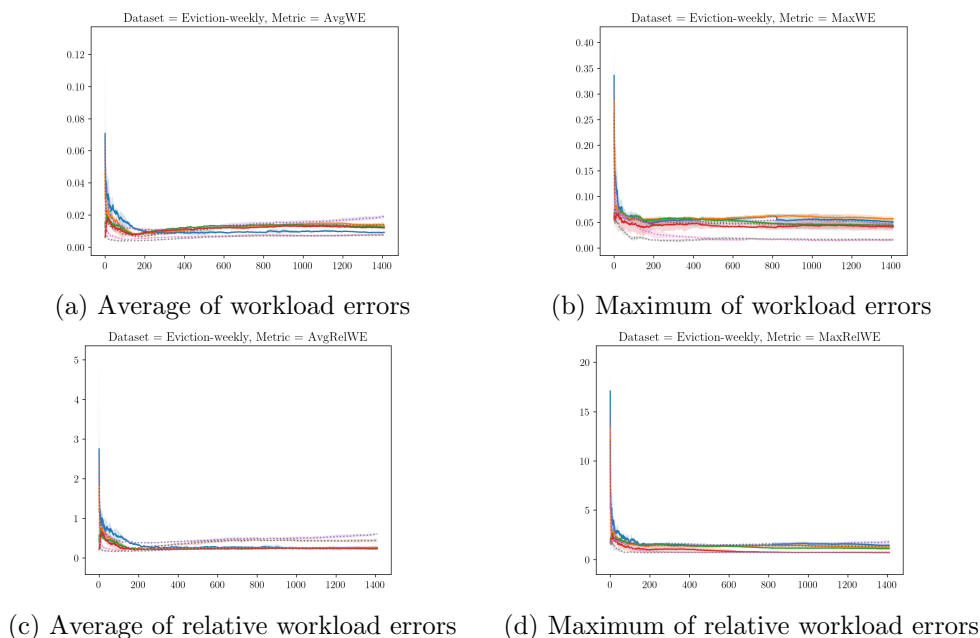 Dataset = Eviction-weekly, Metric = AvgWE
0.12
0.10
0.08
0.06
0.04
0.02
0.00
0 200 400 600 800 1000 1200 1400
(a) Average of workload errors
Dataset = Eviction-weekly, Metric = MaxWE
0.40
0.35
0.30
0.25
0.20
0.15
0.10
0.05
0.00
0 200 400 600 800 1000 1200 1400
(b) Maximum of workload errors
Dataset = Eviction-weekly, Metric = AvgRelWE
5
4
3
2
1
0
0 200 400 600 800 1000 1200 1400
(c) Average of relative workload errors
Dataset = Eviction-weekly, Metric = MaxRelWE
20
15
10
5
0
0 200 400 600 800 1000 1200 1400
(d) Maximum of relative workload errors